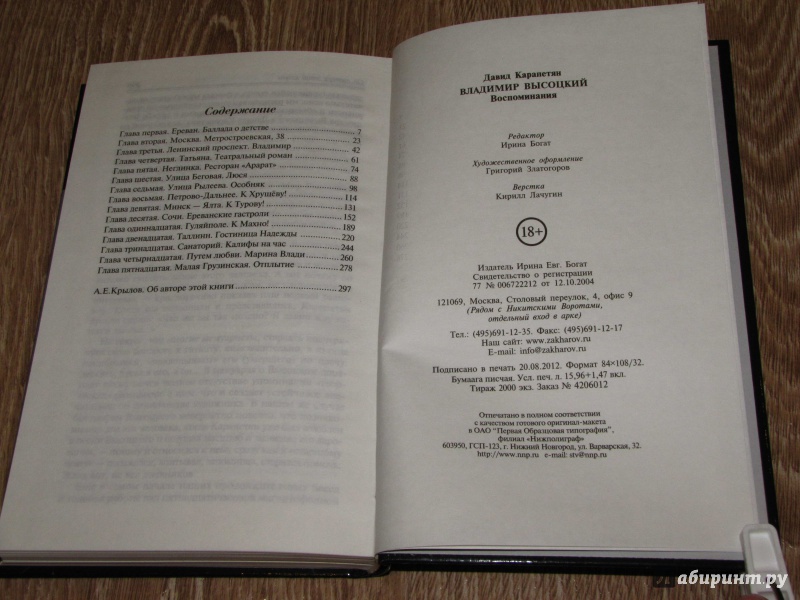 Содержание
Глава первая. Ереван. Баллада о детстве 7
Глава вторая. Москва. Метростроевская, 38 23
Глава третья. Ленинский проспект. Владимир 42
Глава четвертая. Татьяна. Театральный роман 61
Глава пятая. Неглинка. Ресторан «Арарат» 74
Глава шестая. Улица Беговая. Люся 88
Глава седьмая. Улица Рылеева. Особняк 98
Глава восьмая. Петрово-Дальнее. К Хрущёву! 114
Глава девятая. Минск — Ялта. К Турову! 131
Глава десятая. Сочи. Ереванские гастроли 152
Глава одиннадцатая. Гуляйполе. К Махно! 189
Глава двенадцатая. Таллинн. Гостиница Надежды 220
Глава тринадцатая. Санаторий. Калифы на час 244
Глава четырнадцатая. Путем любви. Марина Влади 260
Глава пятнадцатая. Малая Грузинская. Отплытие 278
А.Е.Крылов. Об авторе этой книги 297
Давид Карапетян
ВЛАДИМИР ВЫСОЦКИЙ
Воспоминания
Редактор
Ирина Богат
Художественное оформление
Григорий Златогоров
Верстка
Кирилл Лачугин
18+
Издатель Ирина Евг. Богат
Свидетельство о регистрации
77 № 006722212 от 12.10.2004
121069, Москва, Столовый переулок, 4, офис 9
(Рядом с Никитскими Воротами,
отдельный вход в арке)
Тел.: (495)691-12-35. Факс: (495)691-12-17
Наш сайт: www.zakharov.ru
E-mail: info@zakharov.ru
Подписано в печать 20.08.2012. Формат 84×108/32.
Бумаага писчая. Усл. печ. л. 15,96+1,47 вкл.
Тираж 2000 экз. Заказ № 4206012
Отпечатано в полном соответствии
с качеством готового оригинал-макета
в ОАО "Первая Образцовая типография",
филиал «Нижполиграф»
603950, ГСП-123, г. Нижний Новгород, ул. Варварская, 32.
http://www.nnp.ru e-mail: stv@nnp.ru
Лабиринт.ру